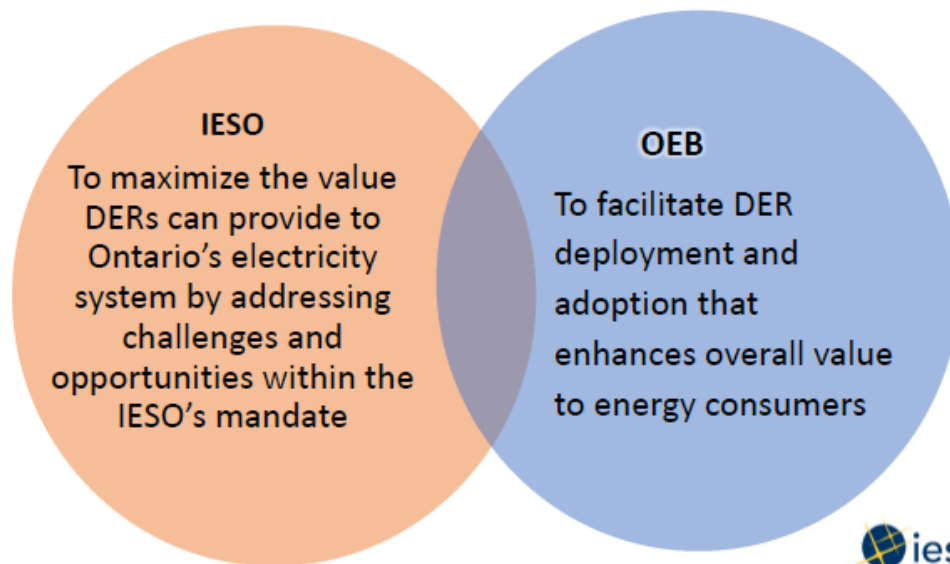 IESO
To maximize the value
DERs can provide to
Ontario’s electricity
system by addressing
challenges and
opportunities within the
IESO’s mandate
OEB
To facilitate DER
deployment and
adoption that
enhances overall value
to energy consumers